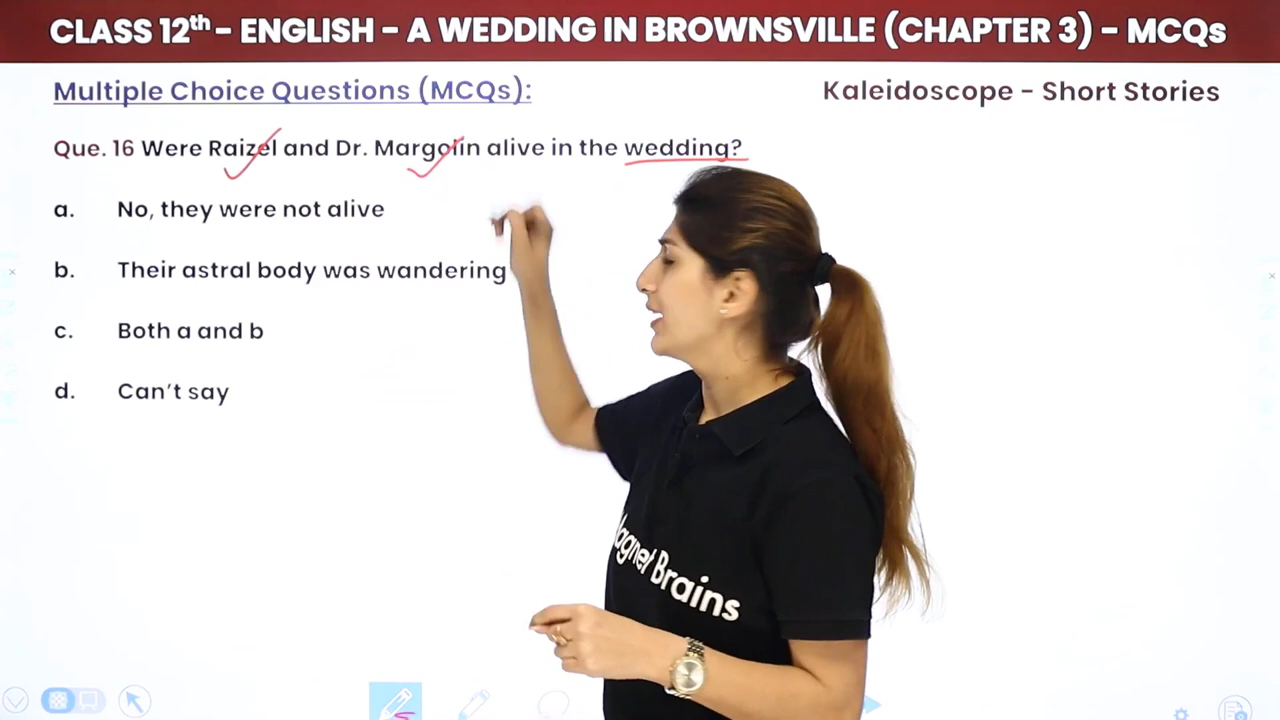 CLASS 12th – ENGLISH – A WEDDING IN BROWNSVILLE (CHAPTER 3) – MCQs
Multiple Choice Questions (MCQs):
Kaleidoscope - Short Stories
Que. 16 Were Raizel and Dr. Margolin alive in the wedding?
a. No, they were not alive
b. Their astral body was wandering
c. Both a and b
d. Can't say
Magnet Brains